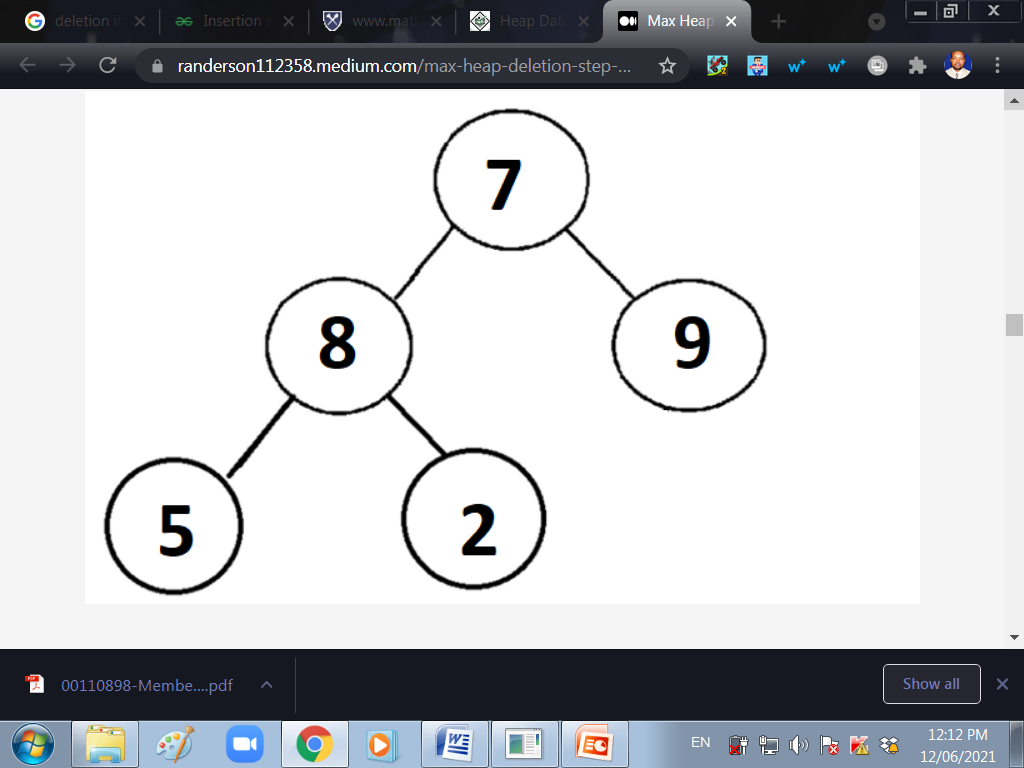 deletion in
Insertion a
www.mat
Heap Dat
Max Heap
randerson112358.medium.com/max-heap-deletion-step-...
7
8
9
5
2
00110898-Membe....pdf
Show all
EN
12:12 PM
12/06/2021